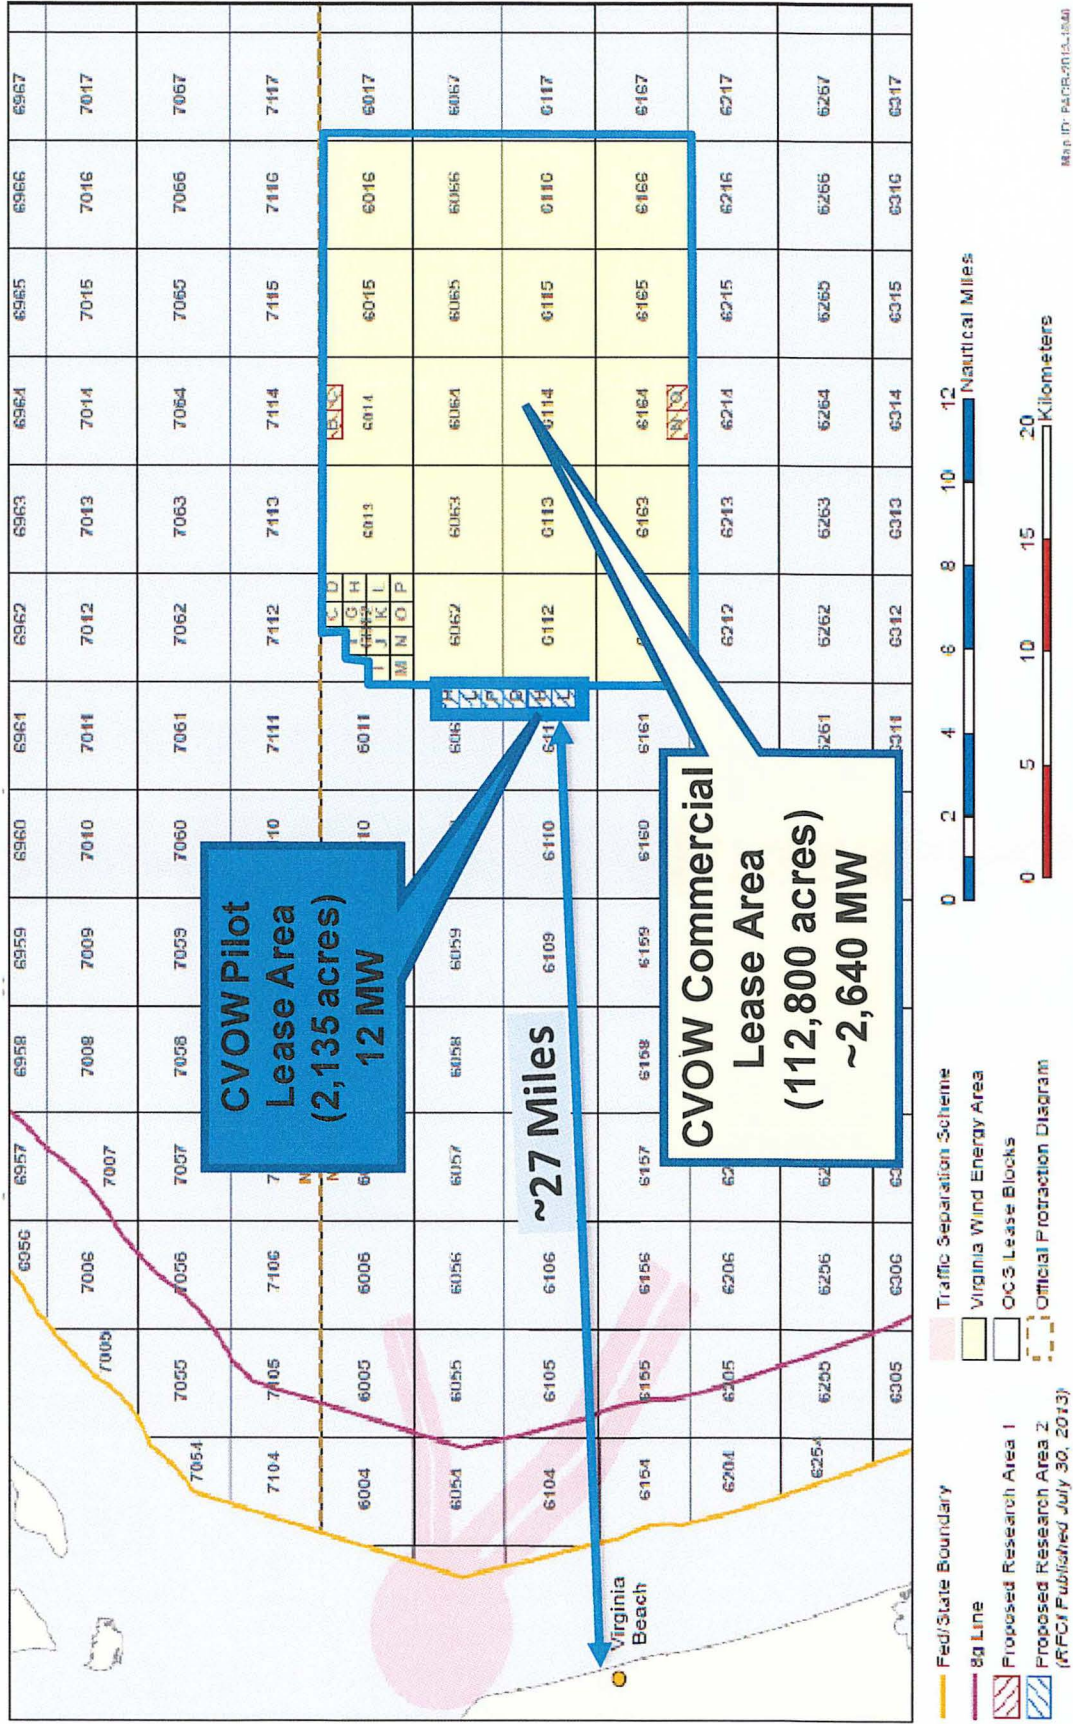 6956 6957 6958 6959 6960 6961 6962 6963 6964 6965 6966 6967
7005 7006 7007 7008 7009 7010 7011 7012 7013 7014 7015 7016 7017
7054 7055 7056 7057 7058 7059 7060 7061 7062 7063 7064 7065 7066 7067
7104 7105 7106 7111 7112 7113 7114 7115 7116 7117
CVOW Pilot
Lease Area
(2,135 acres)
12 MW
C D
G H
I J K L
M N O P
6004 6005 6006 6011 6013 6014 6015 6016 6017
6054 6055 6056 6057 6058 6059 6062 6063 6064 6065 6066 6067
H
L
P
D
H
L
~27 Miles
6104 6105 6106 6109 6110 6112 6113 6114 6115 6116 6117
Virginia
Beach
6154 6155 6156 6157 6158 6159 6160 6161 6163 6164 6165 6166 6167
CVOW Commercial
Lease Area
(112,800 acres)
~2,640 MW
6204 6205 6206 6212 6213 6214 6215 6216 6217
6254 6255 6256 6261 6262 6263 6264 6265 6266 6267
6305 6306 6311 6312 6313 6314 6315 6316 6317
Fed/State Boundary
8g Line
Proposed Research Area 1
Proposed Research Area 2
(RFCI Published July 30, 2013)
Traffic Separation Scheme
Virginia Wind Energy Area
OCS Lease Blocks
Official Protraction Diagram
0 2 4 6 8 10 12
Nautical Miles
0 5 10 15 20
Kilometers